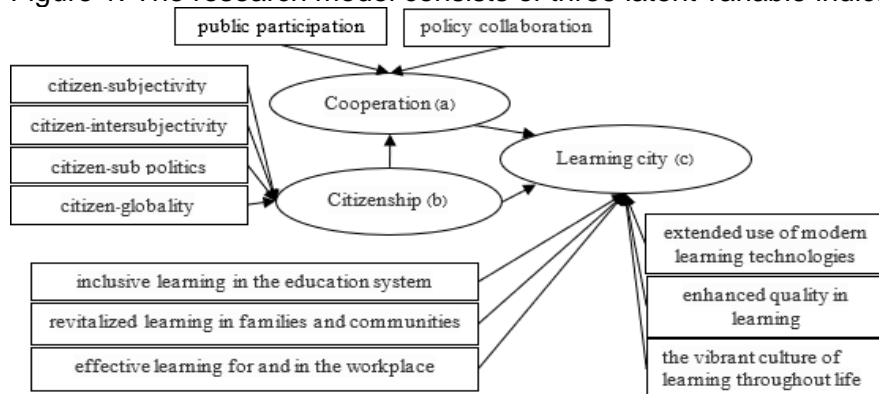 Figure 1. The research model consists of three latent variable indic
public participation
policy collaboration
citizen-subjectivity
citizen-intersubjectivity
citizen-sub politics
citizen-globality
Cooperation (a)
Learning city (c)
Citizenship (b)
inclusive learning in the education system
revitalized learning in families and communities
effective learning for and in the workplace
extended use of modern
learning technologies
enhanced quality in
learning
the vibrant culture of
learning throughout life